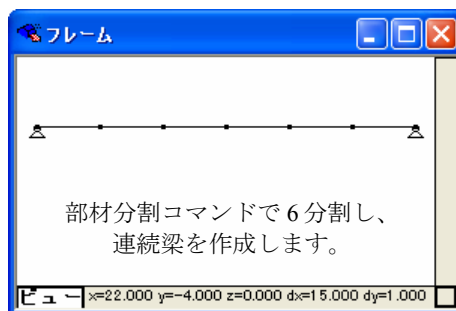 フレーム
部材分割コマンドで6分割し、
連続梁を作成します。
ビュー x=22.000 y=-4.000 z=0.000 dx=15.000 dy=1.000